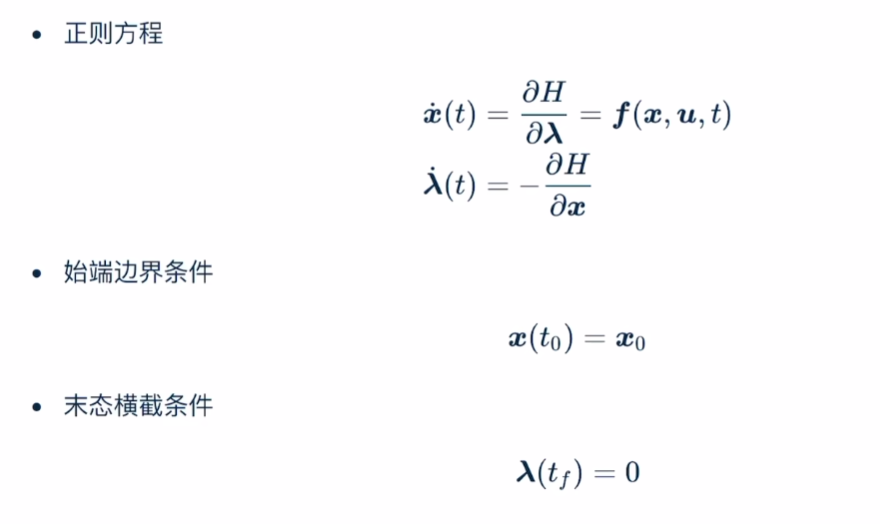 • 正则方程
ẋ(t) = ∂H/∂λ = f(x, u, t)
λ̇(t) = −∂H/∂x
• 始端边界条件
x(t₀) = x₀
• 末态横截条件
λ(t_f) = 0